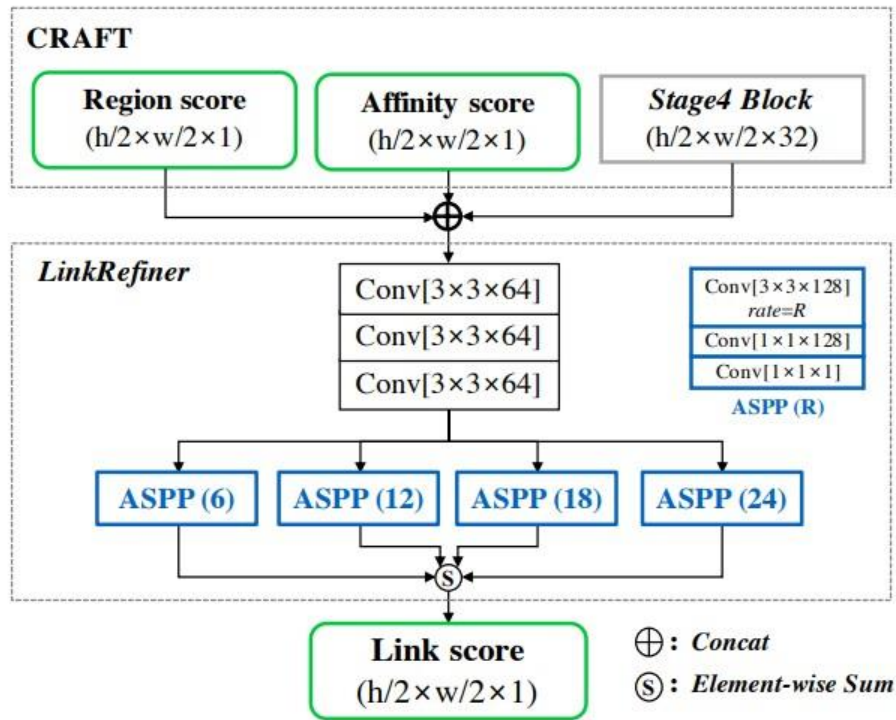 CRAFT
Region score
(h/2×w/2×1)
Affinity score
(h/2×w/2×1)
Stage4 Block
(h/2×w/2×32)
LinkRefiner
Conv[3×3×64]
Conv[3×3×64]
Conv[3×3×64]
Conv[3×3×128]
rate=R
Conv[1×1×128]
Conv[1×1×1]
ASPP (R)
ASPP (6)
ASPP (12)
ASPP (18)
ASPP (24)
S
Link score
(h/2×w/2×1)
⊕ : Concat
Ⓢ : Element-wise Sum